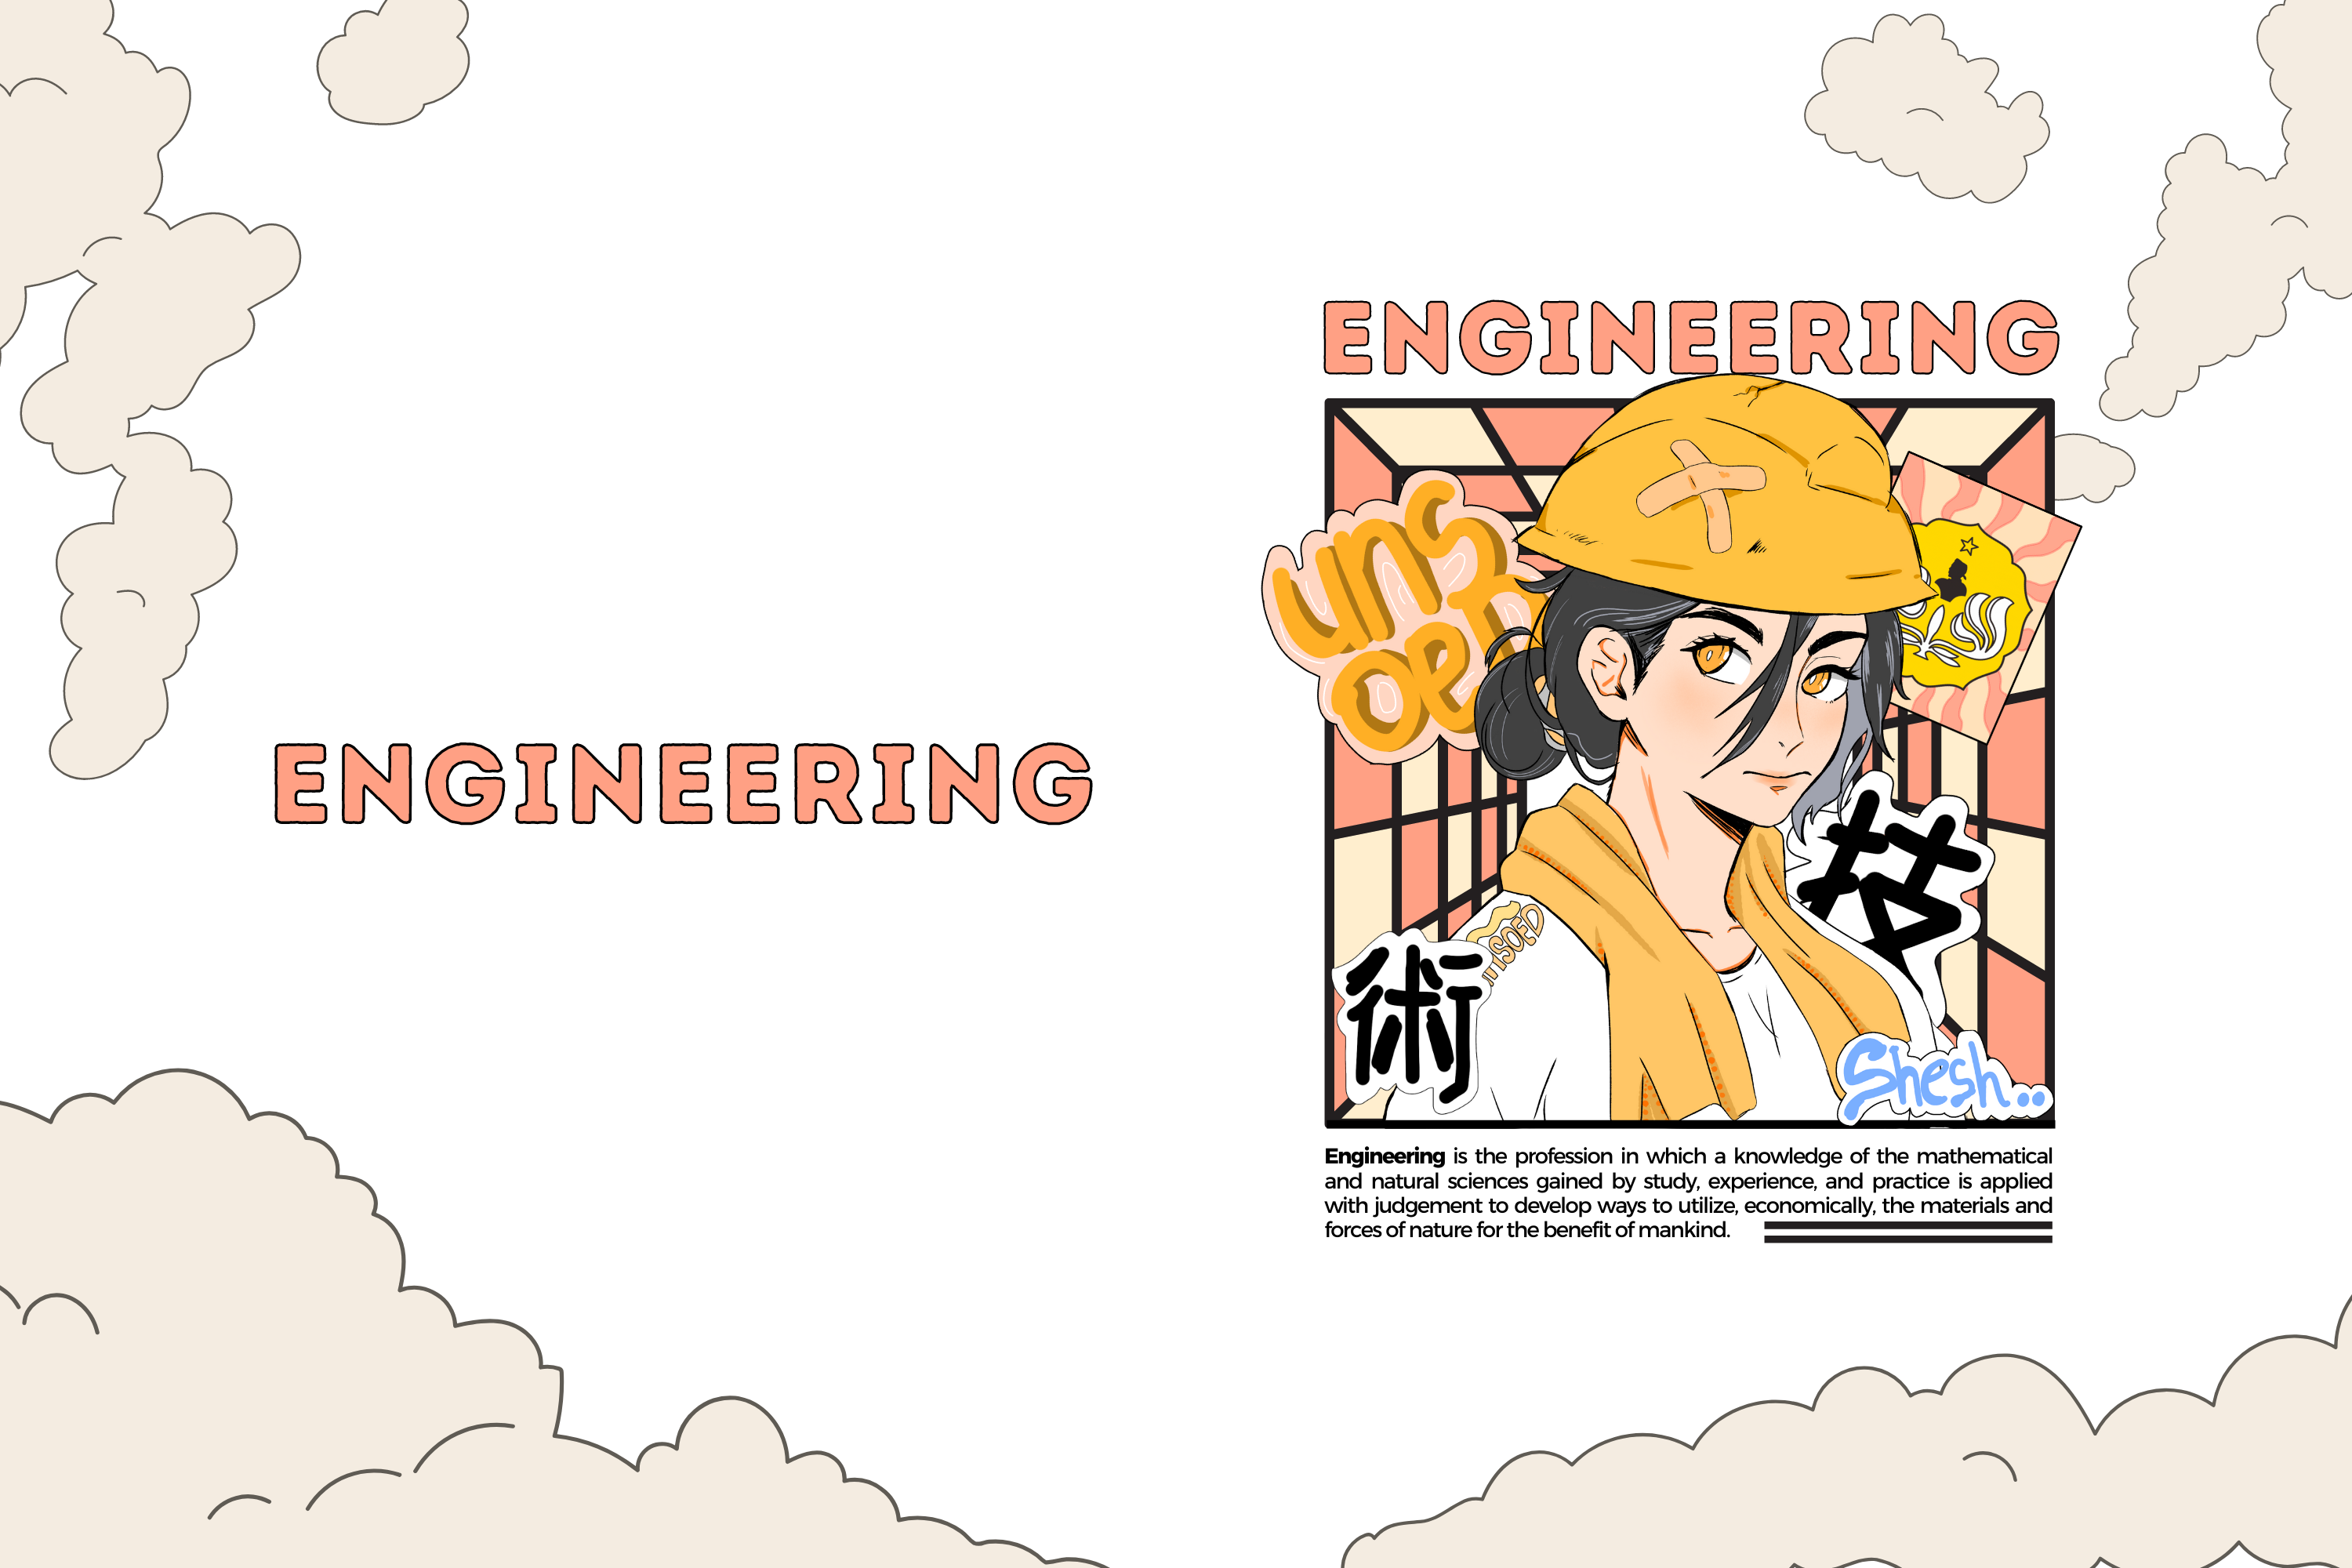 ENGINEERING
ENGINEERING
uns
oed
技
術
UNSOED
Shesh..
Engineering is the profession in which a knowledge of the mathematical
and natural sciences gained by study, experience, and practice is applied
with judgement to develop ways to utilize, economically, the materials and
forces of nature for the benefit of mankind.